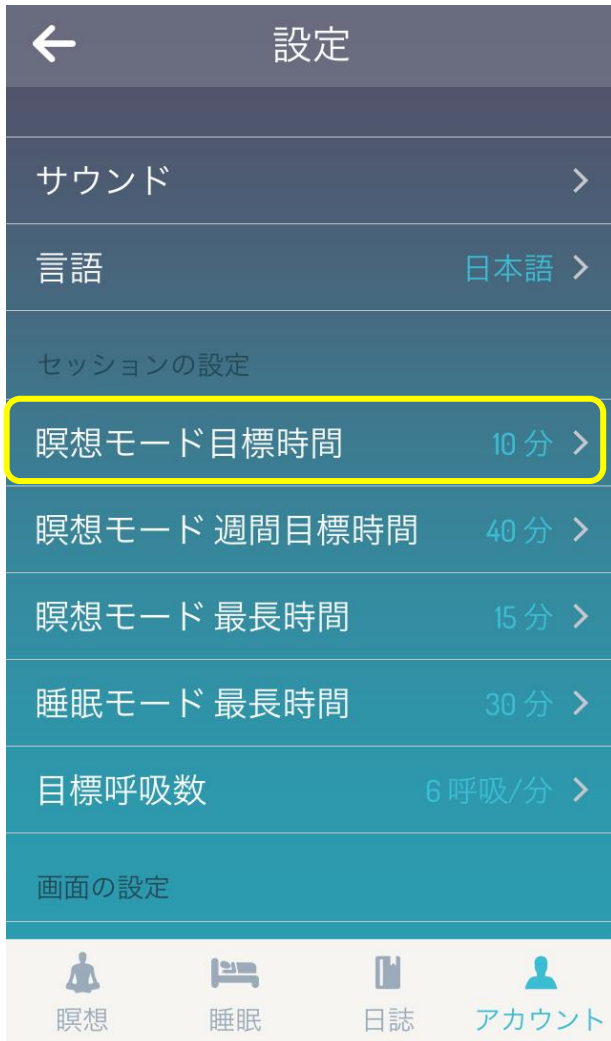 設定
サウンド
言語 日本語
セッションの設定
瞑想モード目標時間 10 分
瞑想モード 週間目標時間 40 分
瞑想モード 最長時間 15 分
睡眠モード 最長時間 30 分
目標呼吸数 6 呼吸/分
画面の設定
瞑想 睡眠 日誌 アカウント